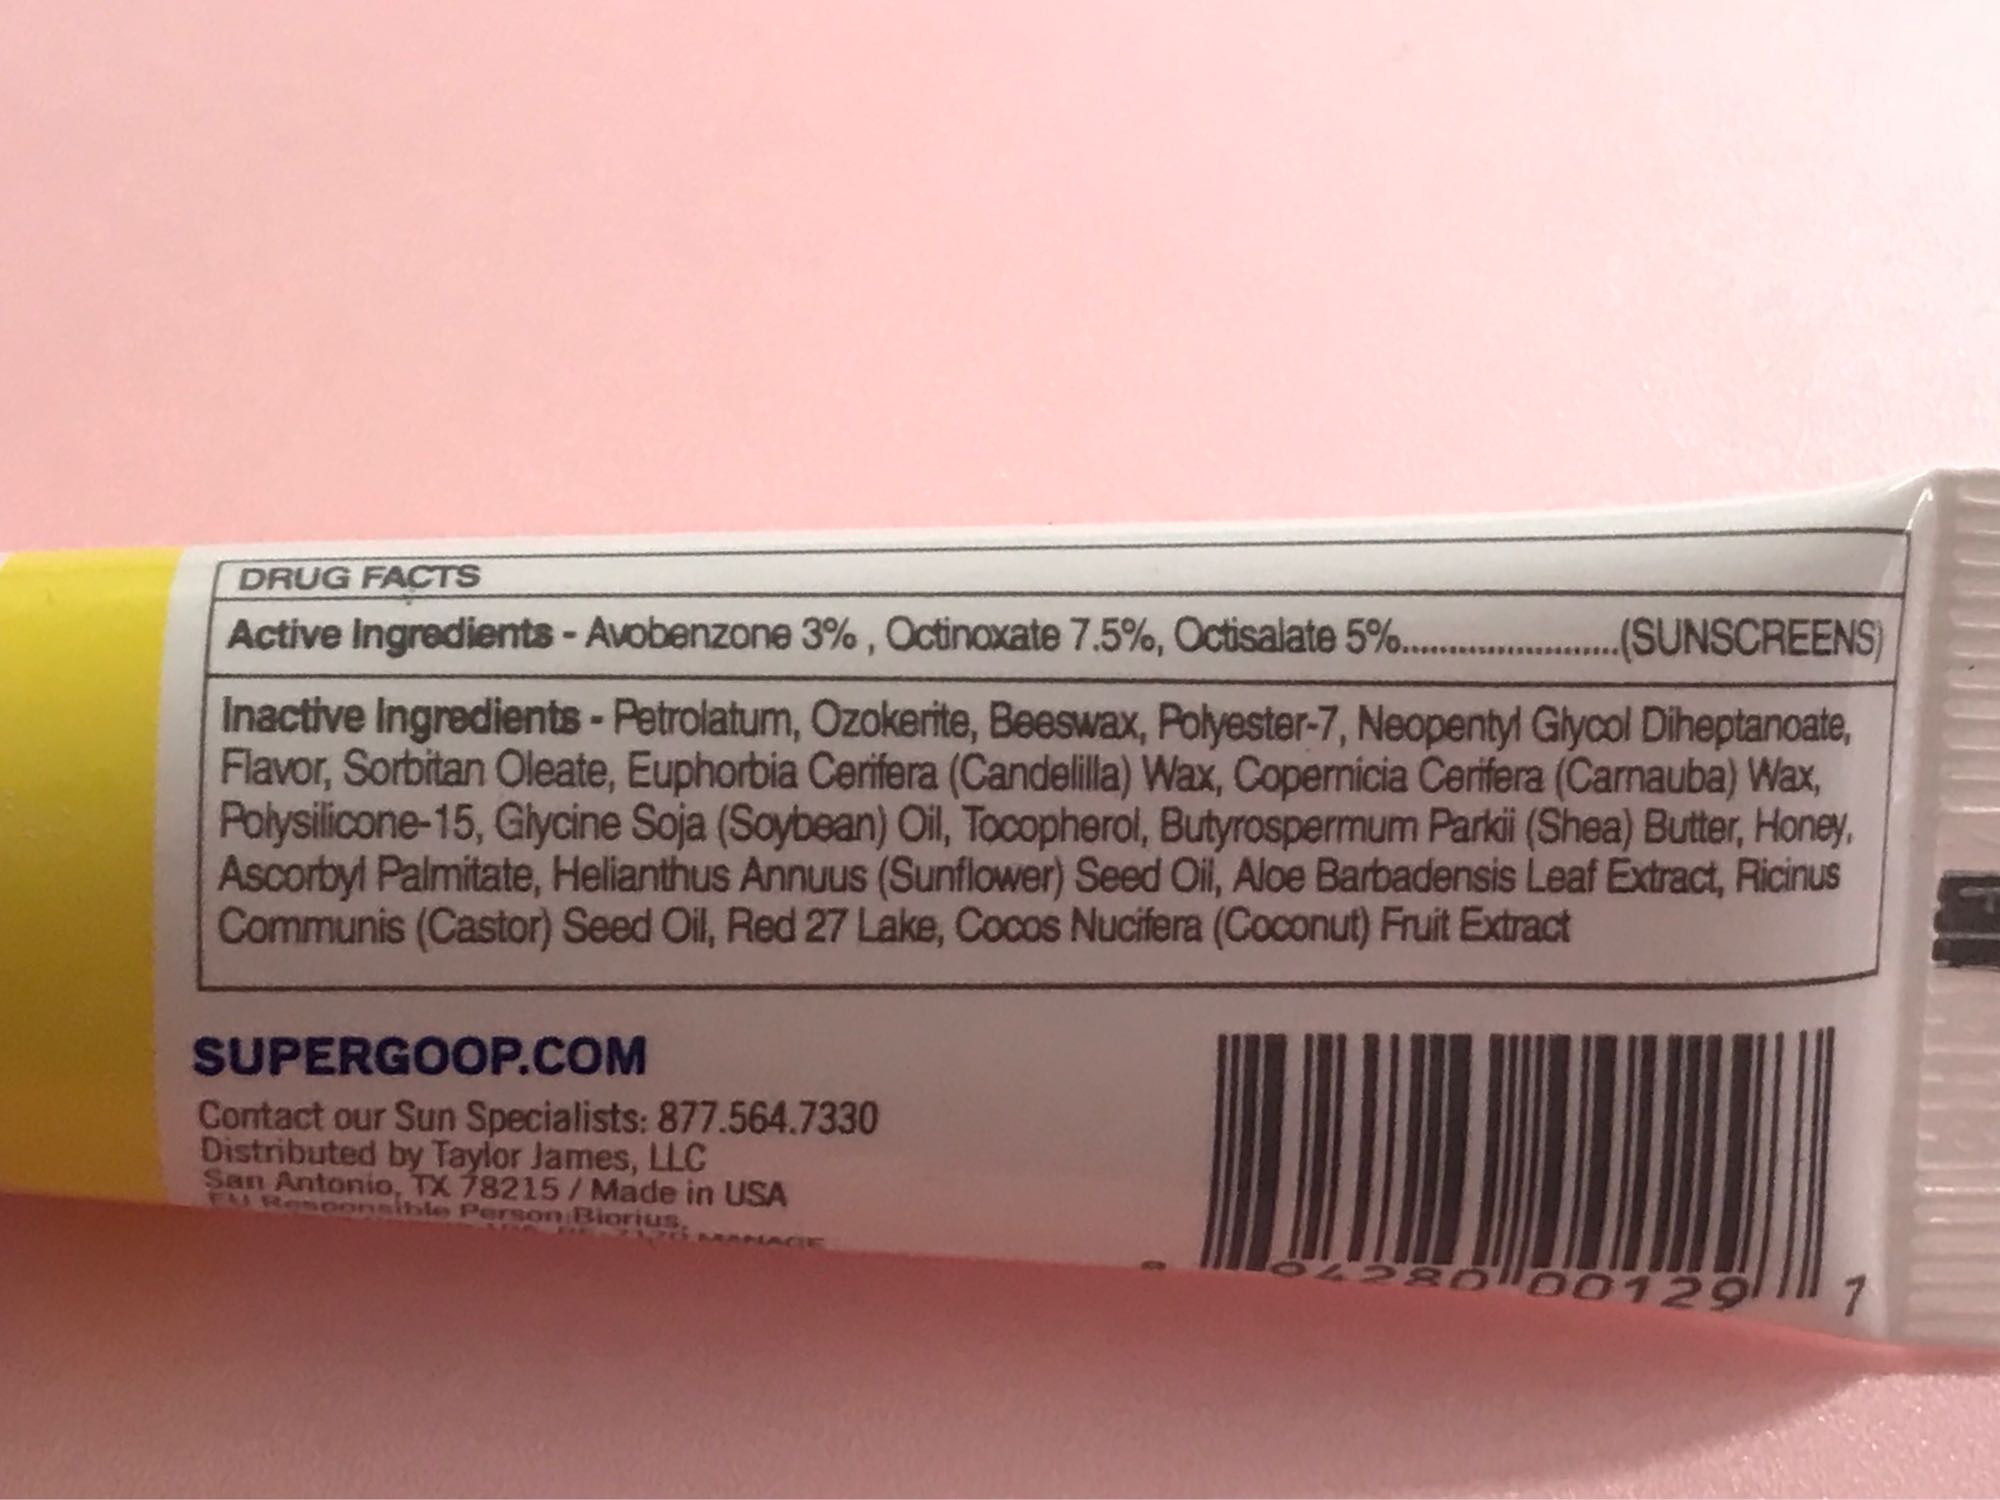 DRUG FACTS
Active Ingredients - Avobenzone 3% , Octinoxate 7.5%, Octisalate 5%........................(SUNSCREENS)
Inactive Ingredients - Petrolatum, Ozokerite, Beeswax, Polyester-7, Neopentyl Glycol Diheptanoate,
Flavor, Sorbitan Oleate, Euphorbia Cerifera (Candelilla) Wax, Copernicia Cerifera (Carnauba) Wax,
Polysilicone-15, Glycine Soja (Soybean) Oil, Tocopherol, Butyrospermum Parkii (Shea) Butter, Honey,
Ascorbyl Palmitate, Helianthus Annuus (Sunflower) Seed Oil, Aloe Barbadensis Leaf Extract, Ricinus
Communis (Castor) Seed Oil, Red 27 Lake, Cocos Nucifera (Coconut) Fruit Extract
SUPERGOOP.COM
Contact our Sun Specialists: 877.564.7330
Distributed by Taylor James, LLC
San Antonio, TX 78215 / Made in USA
EU Responsible Person:Biorius,
7170 MANAGE
94280 00129 1